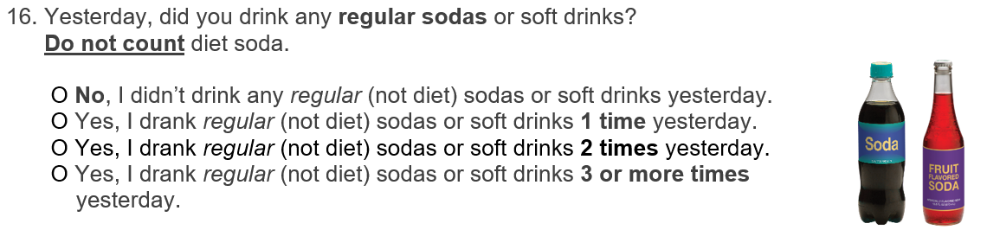 16. Yesterday, did you drink any regular sodas or soft drinks?
Do not count diet soda.
O No, I didn’t drink any regular (not diet) sodas or soft drinks yesterday.
O Yes, I drank regular (not diet) sodas or soft drinks 1 time yesterday.
O Yes, I drank regular (not diet) sodas or soft drinks 2 times yesterday.
O Yes, I drank regular (not diet) sodas or soft drinks 3 or more times
yesterday.
Soda
FRUIT
FLAVORED
SODA